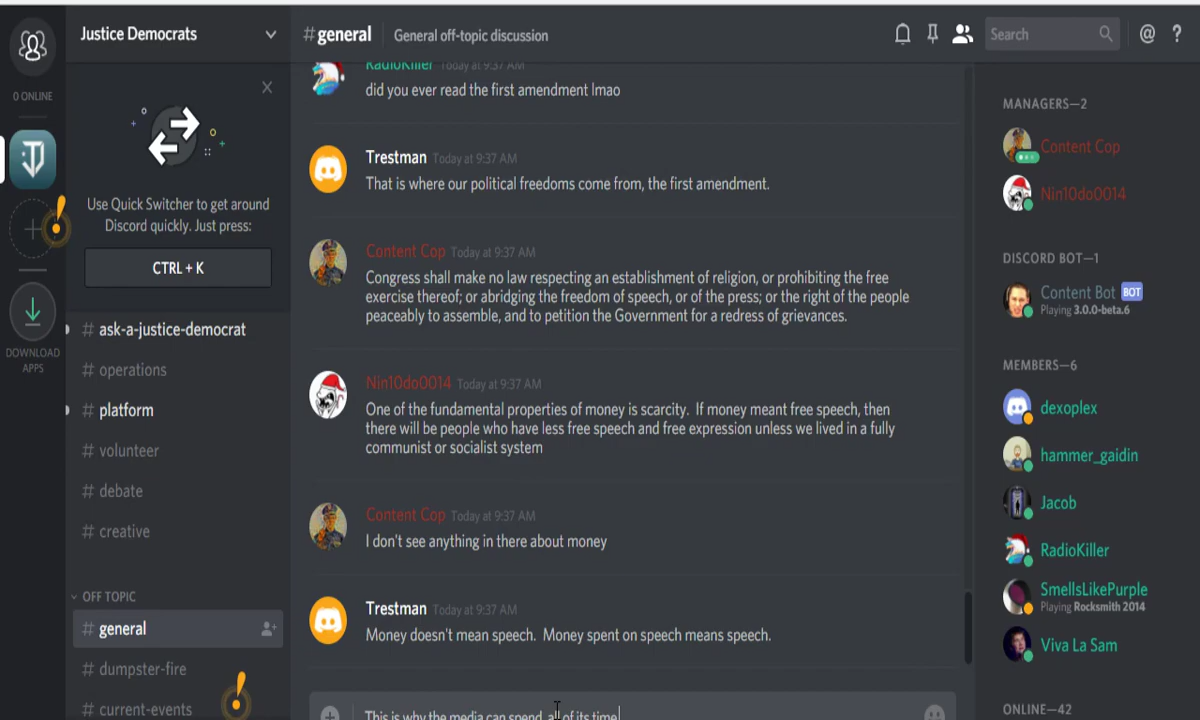 Justice Democrats
#general
General off-topic discussion
Search
@
?
0 ONLINE
Use Quick Switcher to get around
Discord quickly. Just press:
CTRL + K
DOWNLOAD
APPS
# ask-a-justice-democrat
# operations
# platform
# volunteer
# debate
# creative
OFF TOPIC
# general
# dumpster-fire
# current-events
RadioKiller Today at 9:37 AM
did you ever read the first amendment lmao
Trestman Today at 9:37 AM
That is where our political freedoms come from, the first amendment.
Content Cop Today at 9:37 AM
Congress shall make no law respecting an establishment of religion, or prohibiting the free
exercise thereof; or abridging the freedom of speech, or of the press; or the right of the people
peaceably to assemble, and to petition the Government for a redress of grievances.
Nin10do0014 Today at 9:37 AM
One of the fundamental properties of money is scarcity. If money meant free speech, then
there will be people who have less free speech and free expression unless we lived in a fully
communist or socialist system
Content Cop Today at 9:37 AM
I don't see anything in there about money
Trestman Today at 9:37 AM
Money doesn't mean speech. Money spent on speech means speech.
This is why the media can spend all of its time
MANAGERS—2
Content Cop
Nin10do0014
DISCORD BOT—1
Content Bot BOT
Playing 3.0.0-beta.6
MEMBERS—6
dexoplex
hammer_gaidin
Jacob
RadioKiller
SmellsLikePurple
Playing Rocksmith 2014
Viva La Sam
ONLINE—42